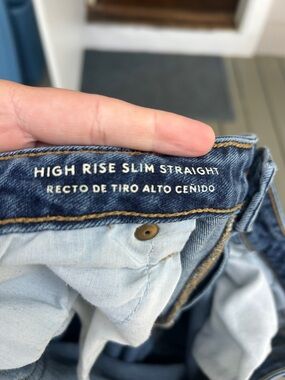 HIGH RISE SLIM STRAIGHT
RECTO DE TIRO ALTO CEÑIDO